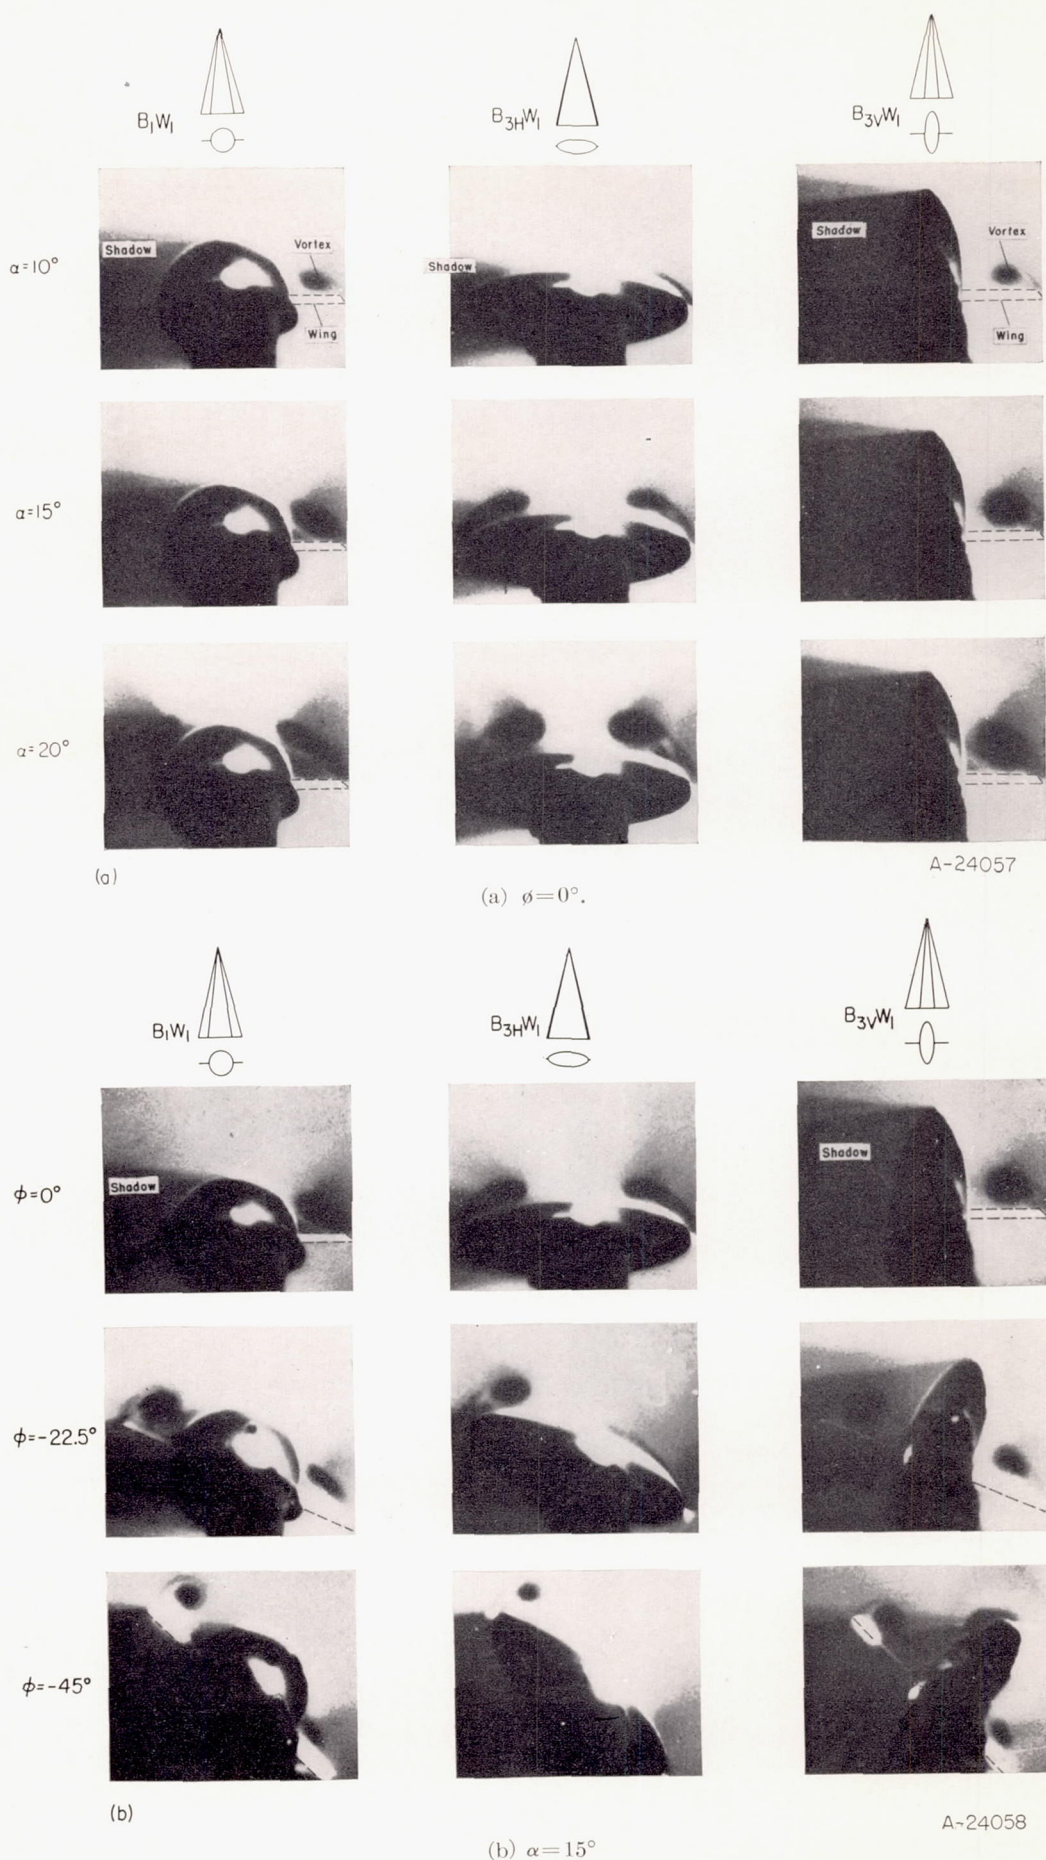 B₁W₁
B₃HW₁
B₃VW₁
α=10°
Shadow
Vortex
Wing
Shadow
Shadow
Vortex
Wing
α=15°
α=20°
(a)
A-24057
(a) ø=0°.
B₁W₁
B₃HW₁
B₃VW₁
ϕ=0°
Shadow
Shadow
ϕ=-22.5°
ϕ=-45°
(b)
A-24058
(b) α=15°